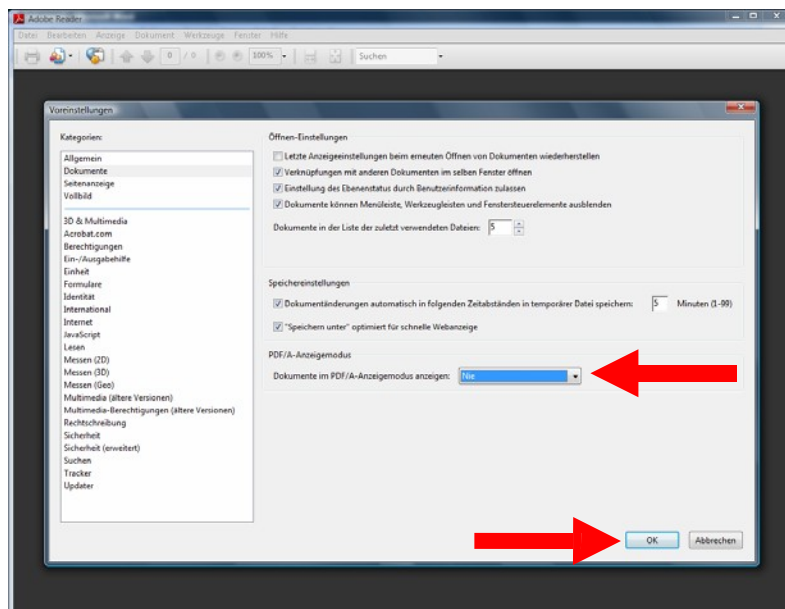 Adobe Reader
Datei Bearbeiten Anzeige Dokument Werkzeuge Fenster Hilfe
0 / 0 100% Suchen
Voreinstellungen
Kategorien:
Allgemein
Dokumente
Seitenanzeige
Vollbild
3D & Multimedia
Acrobat.com
Berechtigungen
Ein-/Ausgabehilfe
Einheit
Formulare
Identität
International
Internet
JavaScript
Lesen
Messen (2D)
Messen (3D)
Messen (Geo)
Multimedia (ältere Versionen)
Multimedia-Berechtigungen (ältere Versionen)
Rechtschreibung
Sicherheit
Sicherheit (erweitert)
Suchen
Tracker
Updater
Öffnen-Einstellungen
Letzte Anzeigeeinstellungen beim erneuten Öffnen von Dokumenten wiederherstellen
Verknüpfungen mit anderen Dokumenten im selben Fenster öffnen
Einstellung des Ebenenstatus durch Benutzerinformation zulassen
Dokumente können Menüleiste, Werkzeugleisten und Fenstersteuerelemente ausblenden
Dokumente in der Liste der zuletzt verwendeten Dateien: 5
Speichereinstellungen
Dokumentänderungen automatisch in folgenden Zeitabständen in temporärer Datei speichern: 5 Minuten (1-99)
"Speichern unter" optimiert für schnelle Webanzeige
PDF/A-Anzeigemodus
Dokumente im PDF/A-Anzeigemodus anzeigen: Nie
OK Abbrechen